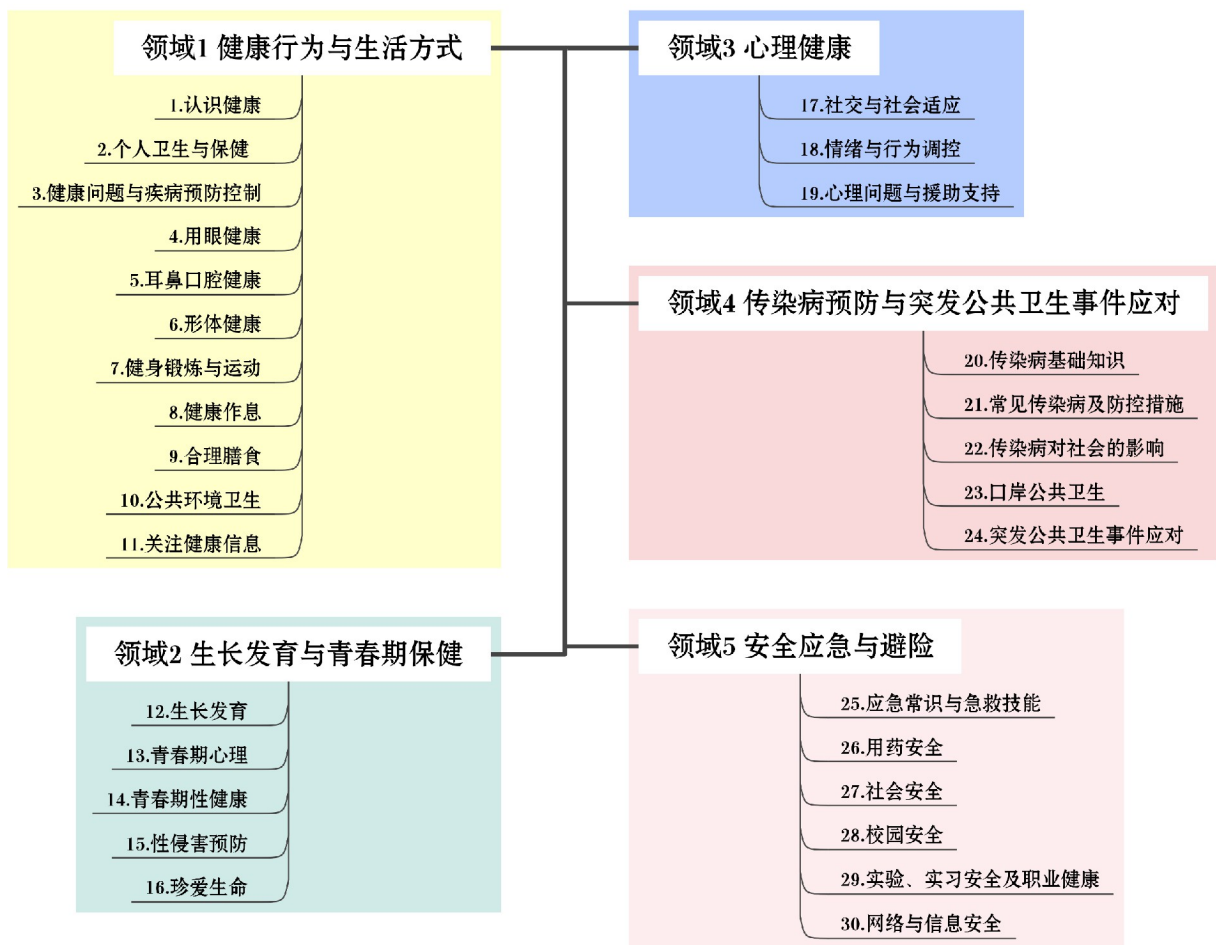 领域1 健康行为与生活方式
1.认识健康
2.个人卫生与保健
3.健康问题与疾病预防控制
4.用眼健康
5.耳鼻口腔健康
6.形体健康
7.健身锻炼与运动
8.健康作息
9.合理膳食
10.公共环境卫生
11.关注健康信息
领域2 生长发育与青春期保健
12.生长发育
13.青春期心理
14.青春期性健康
15.性侵害预防
16.珍爱生命
领域3 心理健康
17.社交与社会适应
18.情绪与行为调控
19.心理问题与援助支持
领域4 传染病预防与突发公共卫生事件应对
20.传染病基础知识
21.常见传染病及防控措施
22.传染病对社会的影响
23.口岸公共卫生
24.突发公共卫生事件应对
领域5 安全应急与避险
25.应急常识与急救技能
26.用药安全
27.社会安全
28.校园安全
29.实验、实习安全及职业健康
30.网络与信息安全